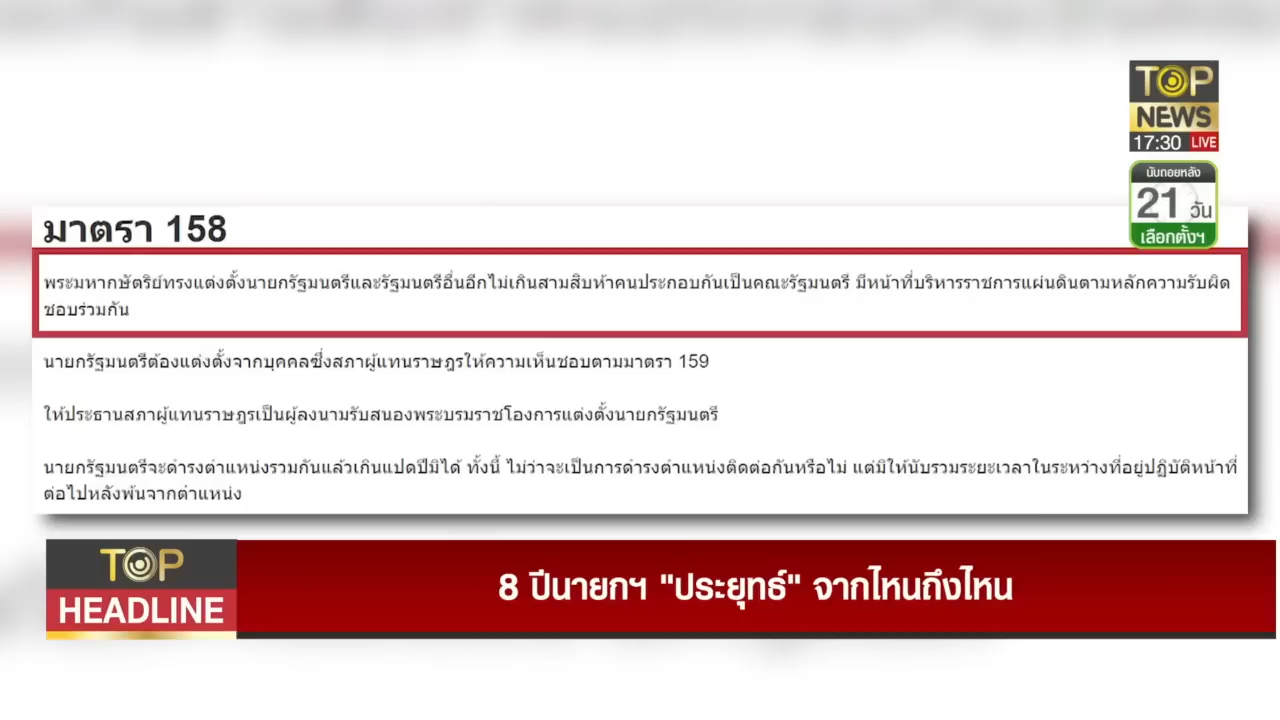 TOP
NEWS
17:30 LIVE
นับถอยหลัง
21 วัน
เลือกตั้งฯ
มาตรา 158
พระมหากษัตริย์ทรงแต่งตั้งนายกรัฐมนตรีและรัฐมนตรีอื่นอีกไม่เกินสามสิบห้าคนประกอบกันเป็นคณะรัฐมนตรี มีหน้าที่บริหารราชการแผ่นดินตามหลักความรับผิด
ชอบร่วมกัน
นายกรัฐมนตรีต้องแต่งตั้งจากบุคคลซึ่งสภาผู้แทนราษฎรให้ความเห็นชอบตามมาตรา 159
ให้ประธานสภาผู้แทนราษฎรเป็นผู้ลงนามรับสนองพระบรมราชโองการแต่งตั้งนายกรัฐมนตรี
นายกรัฐมนตรีจะดำรงตำแหน่งรวมกันแล้วเกินแปดปีมิได้ ทั้งนี้ ไม่ว่าจะเป็นการดำรงตำแหน่งติดต่อกันหรือไม่ แต่มิให้นับรวมระยะเวลาในระหว่างที่อยู่ปฏิบัติหน้าที่
ต่อไปหลังพ้นจากตำแหน่ง
TOP
HEADLINE
8 ปีนายกฯ "ประยุทธ์" จากไหนถึงไหน